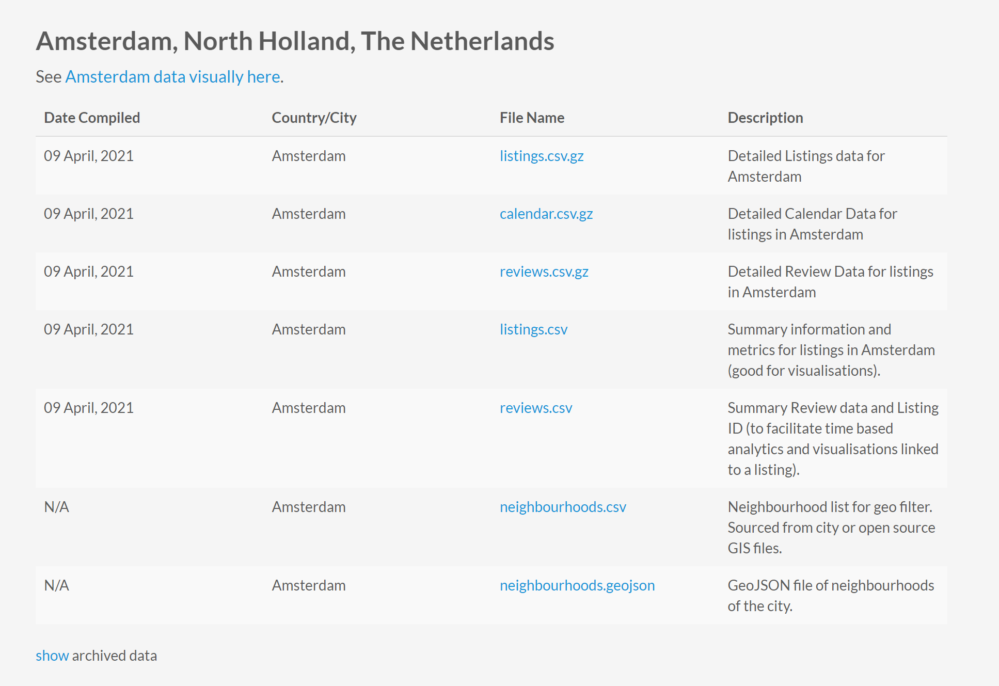 Amsterdam, North Holland, The Netherlands
See Amsterdam data visually here.
Date Compiled Country/City File Name Description
09 April, 2021 Amsterdam listings.csv.gz Detailed Listings data for
Amsterdam
09 April, 2021 Amsterdam calendar.csv.gz Detailed Calendar Data for
listings in Amsterdam
09 April, 2021 Amsterdam reviews.csv.gz Detailed Review Data for listings
in Amsterdam
09 April, 2021 Amsterdam listings.csv Summary information and
metrics for listings in Amsterdam
(good for visualisations).
09 April, 2021 Amsterdam reviews.csv Summary Review data and Listing
ID (to facilitate time based
analytics and visualisations linked
to a listing).
N/A Amsterdam neighbourhoods.csv Neighbourhood list for geo filter.
Sourced from city or open source
GIS files.
N/A Amsterdam neighbourhoods.geojson GeoJSON file of neighbourhoods
of the city.
show archived data